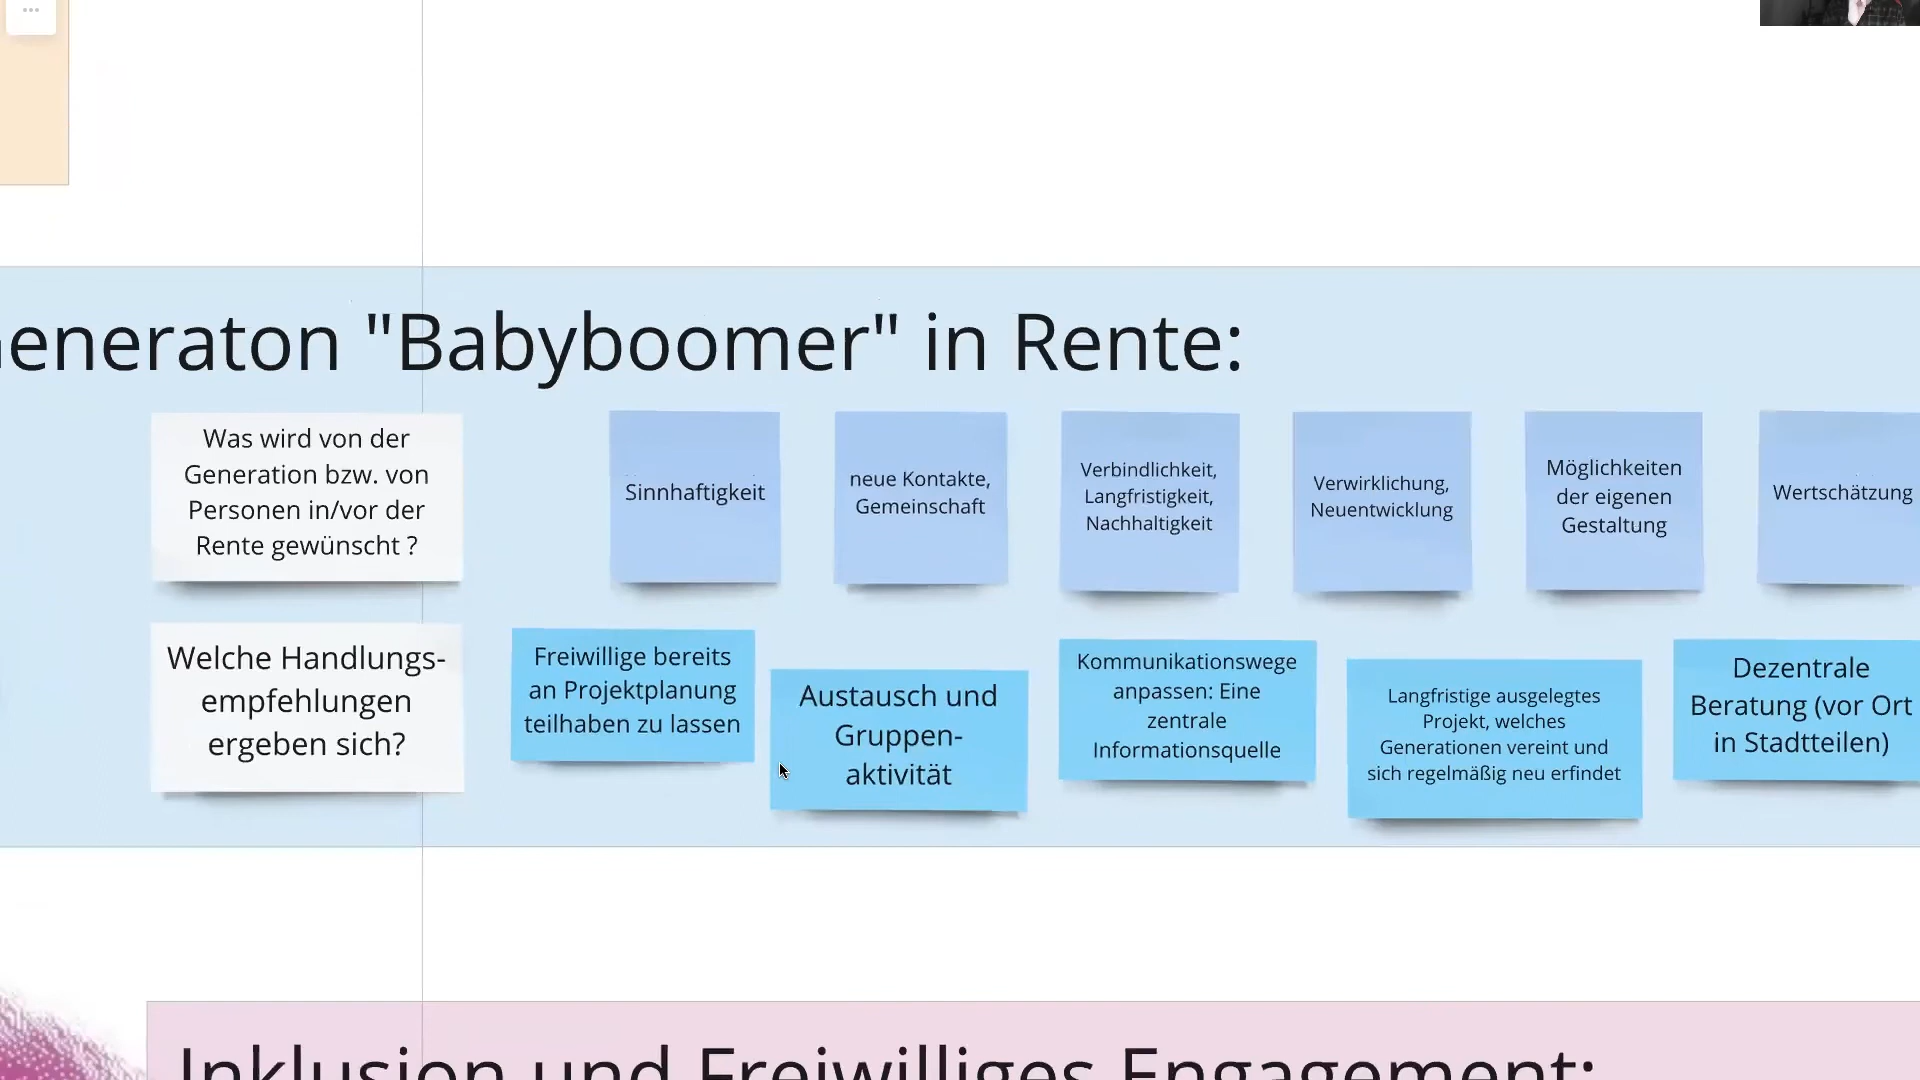 eneraton "Babyboomer" in Rente:
Was wird von der
Generation bzw. von
Personen in/vor der
Rente gewünscht ?
Sinnhaftigkeit
neue Kontakte,
Gemeinschaft
Verbindlichkeit,
Langfristigkeit,
Nachhaltigkeit
Verwirklichung,
Neuentwicklung
Möglichkeiten
der eigenen
Gestaltung
Wertschätzung
Welche Handlungs-
empfehlungen
ergeben sich?
Freiwillige bereits
an Projektplanung
teilhaben zu lassen
Austausch und
Gruppen-
aktivität
Kommunikationswege
anpassen: Eine
zentrale
Informationsquelle
Langfristige ausgelegtes
Projekt, welches
Generationen vereint und
sich regelmäßig neu erfindet
Dezentrale
Beratung (vor Ort
in Stadtteilen)
Inklusion und Freiwilliges Engagement: